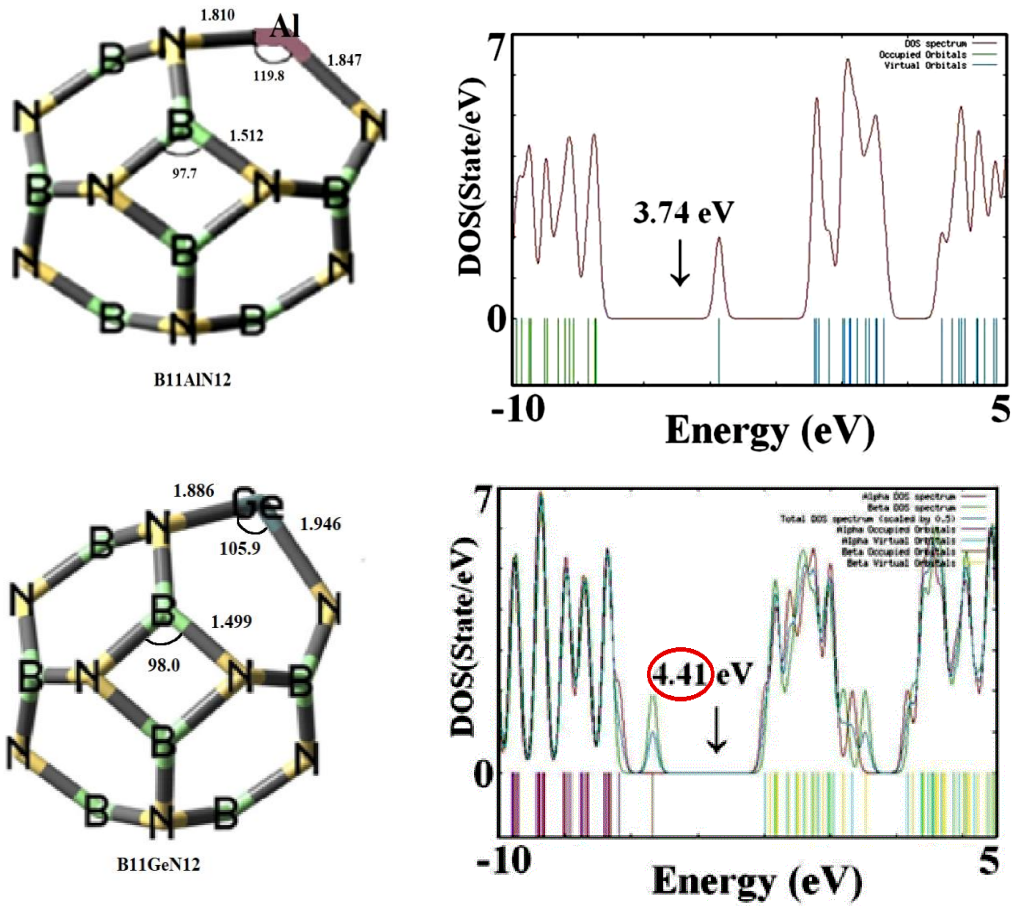 1.810
Al
1.847
119.8
B
N
N
N
B
1.512
97.7
B
N
N
B
B
N
N
B
N
B
B11AlN12
7
DOS spectrum
Occupied Orbitals
Virtual Orbitals
DOS(State/eV)
3.74 eV
0
-10
5
Energy (eV)
1.886
Ge
1.946
105.9
B
N
N
N
B
1.499
98.0
B
N
N
B
B
N
N
B
N
B
B11GeN12
7
Alpha DOS spectrum
Beta DOS spectrum
Total DOS spectrum (scaled by 0.5)
Alpha Occupied Orbitals
Alpha Virtual Orbitals
Beta Occupied Orbitals
Beta Virtual Orbitals
DOS(State/eV)
4.41 eV
0
-10
5
Energy (eV)